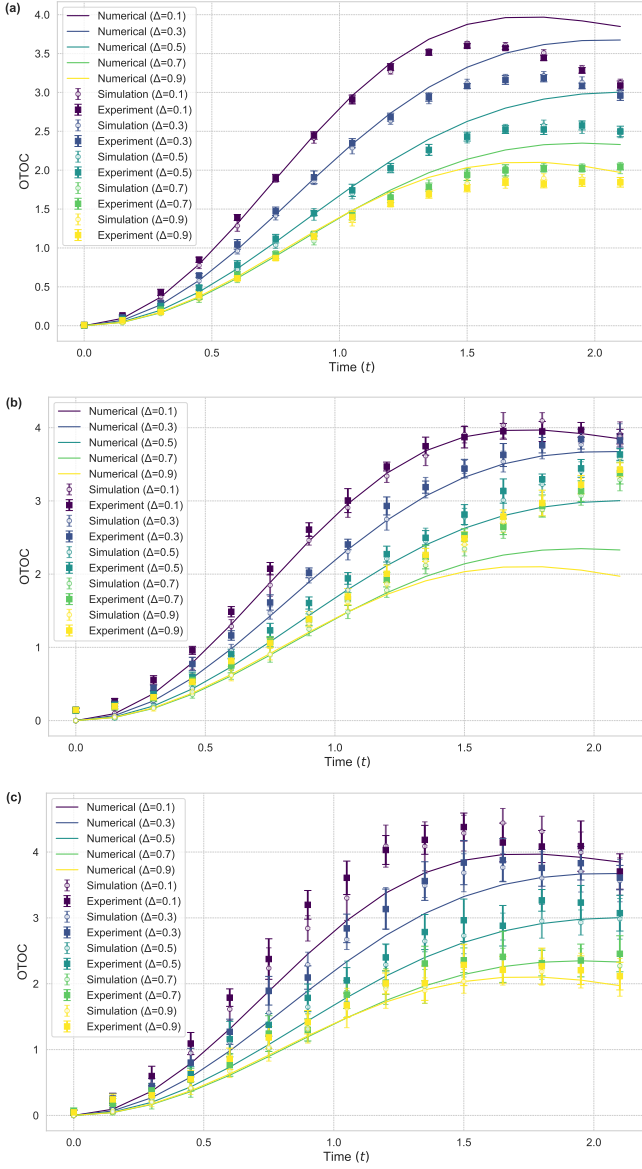 (a)
Numerical (Δ=0.1)
Numerical (Δ=0.3)
Numerical (Δ=0.5)
Numerical (Δ=0.7)
Numerical (Δ=0.9)
Simulation (Δ=0.1)
Experiment (Δ=0.1)
Simulation (Δ=0.3)
Experiment (Δ=0.3)
Simulation (Δ=0.5)
Experiment (Δ=0.5)
Simulation (Δ=0.7)
Experiment (Δ=0.7)
Simulation (Δ=0.9)
Experiment (Δ=0.9)
OTOC
4.0
3.5
3.0
2.5
2.0
1.5
1.0
0.5
0.0
0.0 0.5 1.0 1.5 2.0
Time (t)
(b)
Numerical (Δ=0.1)
Numerical (Δ=0.3)
Numerical (Δ=0.5)
Numerical (Δ=0.7)
Numerical (Δ=0.9)
Simulation (Δ=0.1)
Experiment (Δ=0.1)
Simulation (Δ=0.3)
Experiment (Δ=0.3)
Simulation (Δ=0.5)
Experiment (Δ=0.5)
Simulation (Δ=0.7)
Experiment (Δ=0.7)
Simulation (Δ=0.9)
Experiment (Δ=0.9)
OTOC
4
3
2
1
0
0.0 0.5 1.0 1.5 2.0
Time (t)
(c)
Numerical (Δ=0.1)
Numerical (Δ=0.3)
Numerical (Δ=0.5)
Numerical (Δ=0.7)
Numerical (Δ=0.9)
Simulation (Δ=0.1)
Experiment (Δ=0.1)
Simulation (Δ=0.3)
Experiment (Δ=0.3)
Simulation (Δ=0.5)
Experiment (Δ=0.5)
Simulation (Δ=0.7)
Experiment (Δ=0.7)
Simulation (Δ=0.9)
Experiment (Δ=0.9)
OTOC
4
3
2
1
0
0.0 0.5 1.0 1.5 2.0
Time (t)